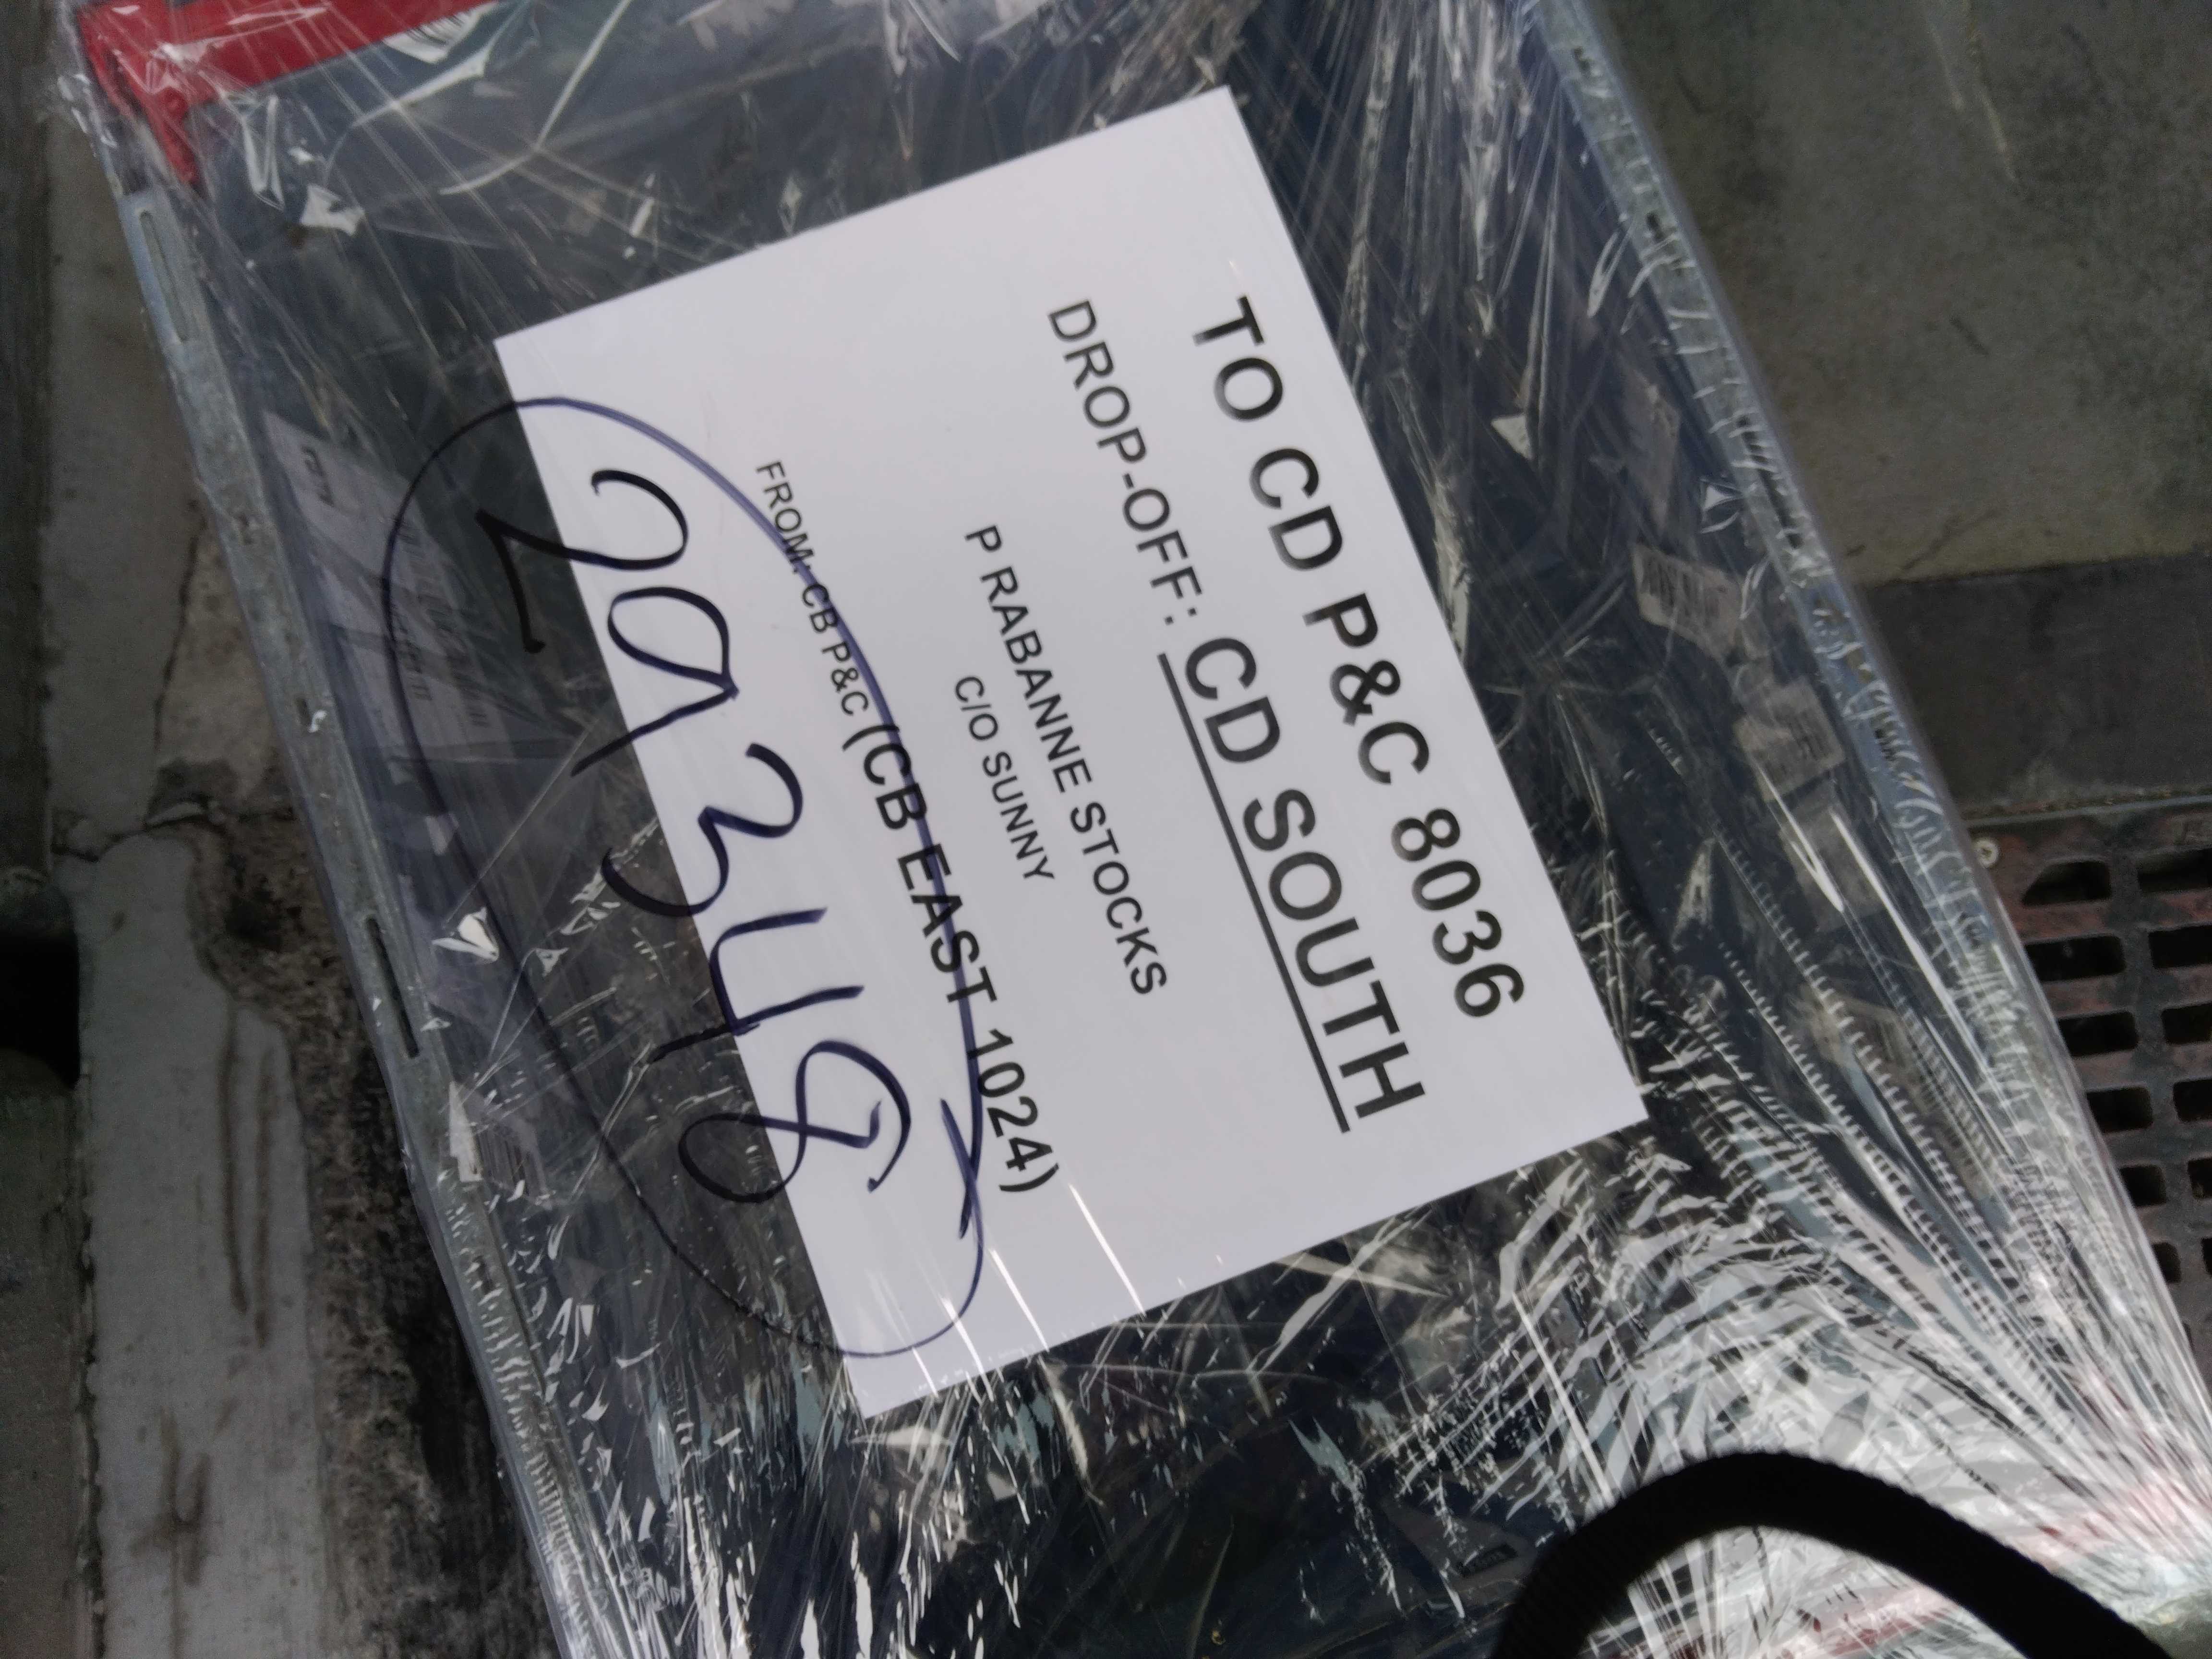 TO CD P&C 8036
DROP-OFF: CD SOUTH
P RABANNE STOCKS
C/O SUNNY
FROM: CB P&C (CB EAST 1024)
29348